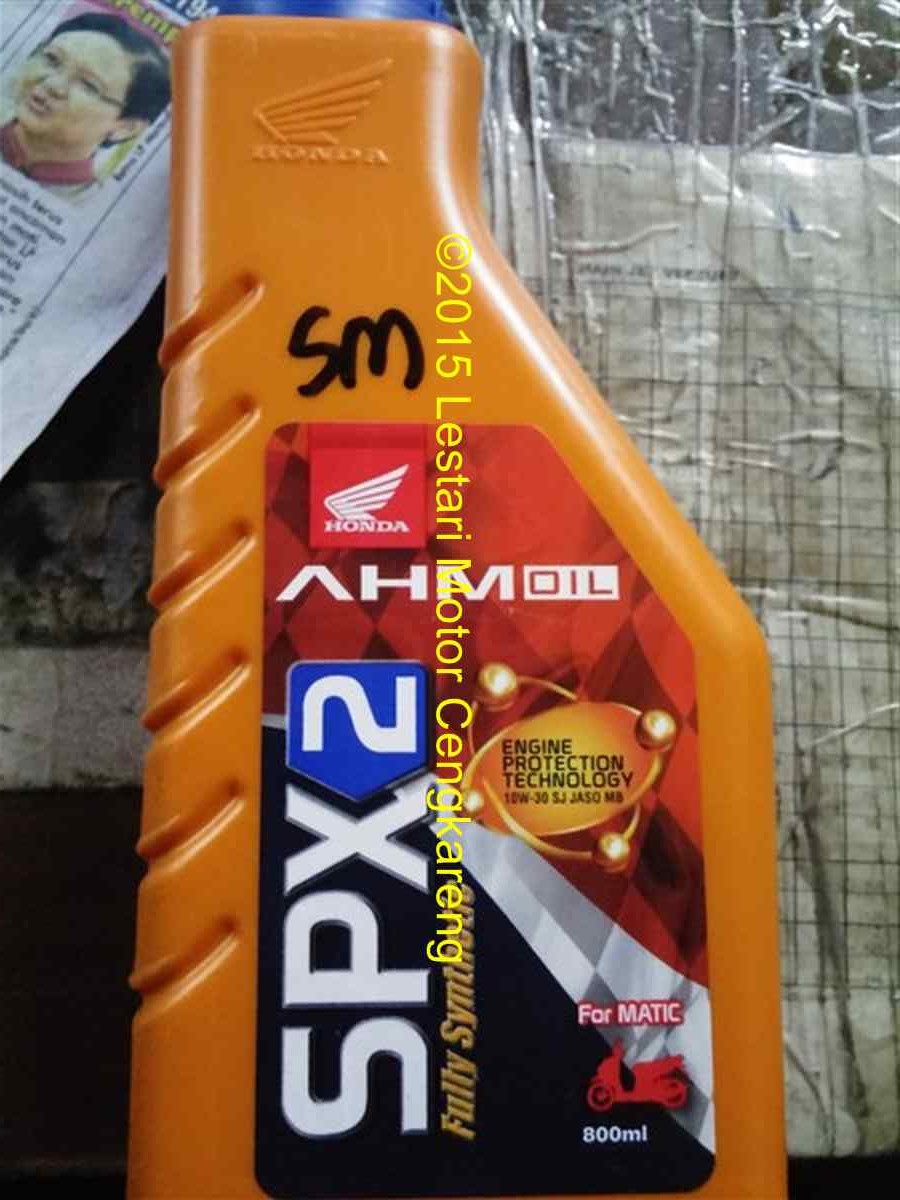 HONDA
SM
HONDA
AHM OIL
SPX2
Fully Synthetic
ENGINE
PROTECTION
TECHNOLOGY
10W-30 SJ JASO MB
For MATIC
800ml
©2015 Lestari Motor Cengkareng